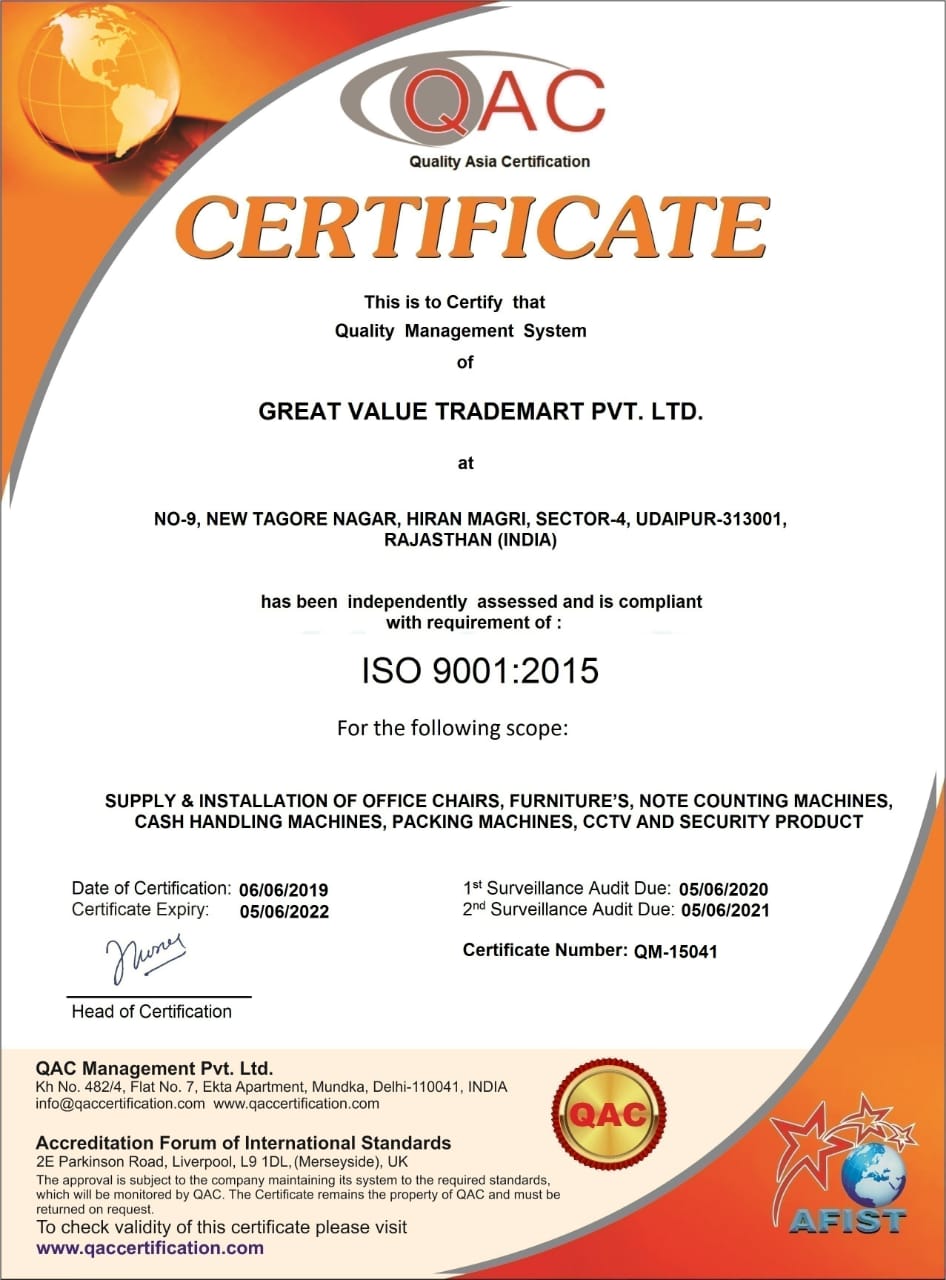 QAC
Quality Asia Certification
CERTIFICATE
This is to Certify that
Quality Management System
of
GREAT VALUE TRADEMART PVT. LTD.
at
NO-9, NEW TAGORE NAGAR, HIRAN MAGRI, SECTOR-4, UDAIPUR-313001,
RAJASTHAN (INDIA)
has been independently assessed and is compliant
with requirement of :
ISO 9001:2015
For the following scope:
SUPPLY & INSTALLATION OF OFFICE CHAIRS, FURNITURE'S, NOTE COUNTING MACHINES,
CASH HANDLING MACHINES, PACKING MACHINES, CCTV AND SECURITY PRODUCT
Date of Certification: 06/06/2019
Certificate Expiry: 05/06/2022
1st Surveillance Audit Due: 05/06/2020
2nd Surveillance Audit Due: 05/06/2021
Certificate Number: QM-15041
Head of Certification
QAC Management Pvt. Ltd.
Kh No. 482/4, Flat No. 7, Ekta Apartment, Mundka, Delhi-110041, INDIA
info@qaccertification.com www.qaccertification.com
Accreditation Forum of International Standards
2E Parkinson Road, Liverpool, L9 1DL, (Merseyside), UK
The approval is subject to the company maintaining its system to the required standards,
which will be monitored by QAC. The Certificate remains the property of QAC and must be
returned on request.
To check validity of this certificate please visit
www.qaccertification.com
QAC
AFIST